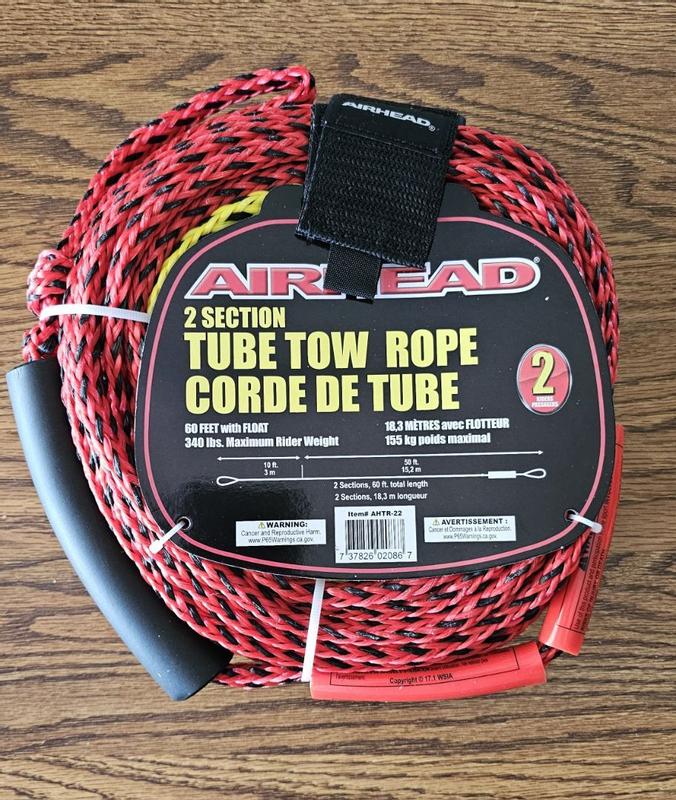 AIRHEAD®
AIRHEAD®
2 SECTION
TUBE TOW ROPE
CORDE DE TUBE
2
RIDERS
PASSAGERS
60 FEET with FLOAT
340 lbs. Maximum Rider Weight
18,3 MÈTRES avec FLOTTEUR
155 kg poids maximal
10 ft.
3 m
50 ft.
15,2 m
2 Sections, 60 ft. total length
2 Sections, 18,3 m longueur
Item# AHTR-22
7 37826 02086 7
⚠WARNING:
Cancer and Reproductive Harm.
www.P65Warnings.ca.gov.
⚠AVERTISSEMENT :
Cancer et Dommages à la Reproduction.
www.P65Warnings.ca.gov.
Copyright © 17.1 WSIA